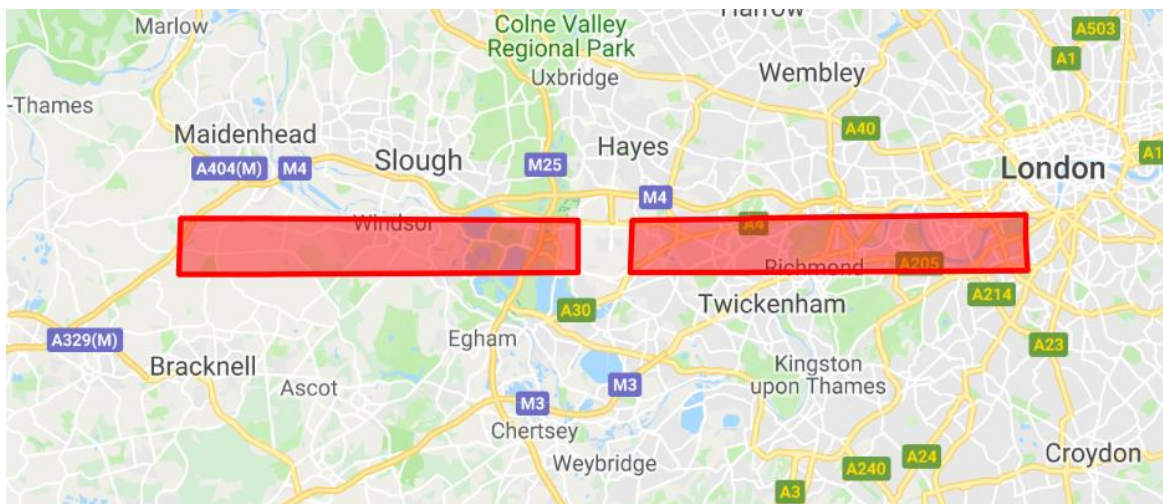 Marlow
Colne Valley
Regional Park
Harrow
A503
A1
Uxbridge
Wembley
-Thames
A40
Maidenhead
Hayes
Slough
A404(M)
M4
M25
A1
London
M4
Windsor
A4
Richmond
A205
A30
Twickenham
A214
A329(M)
Egham
A23
Bracknell
Ascot
Kingston
upon Thames
M3
M3
Chertsey
Weybridge
A240
A24
Croydon
A3